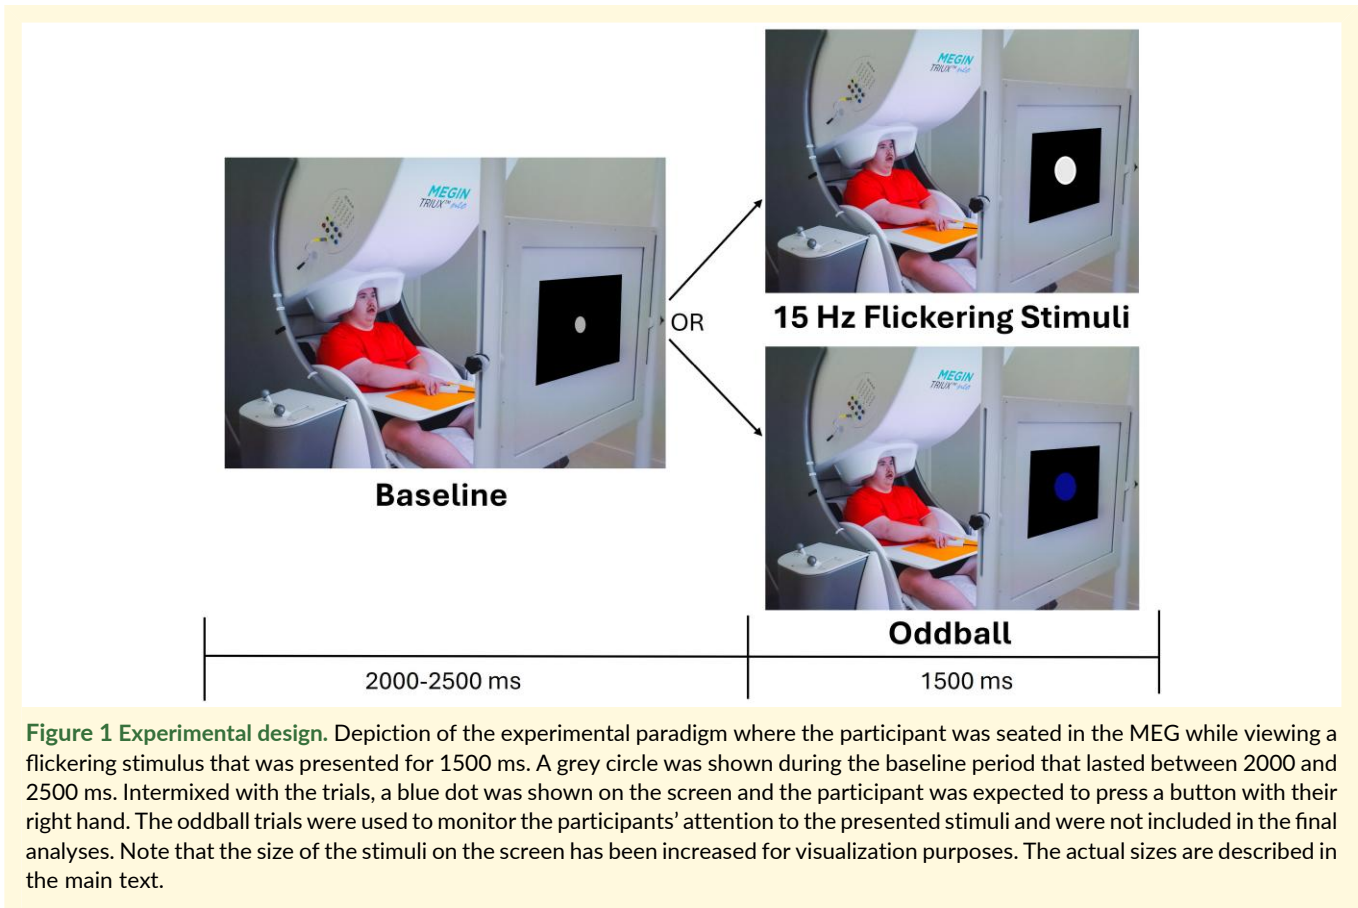 MEGIN
TRIUX™ neo
MEGIN
TRIUX™ neo
15 Hz Flickering Stimuli
OR
MEGIN
TRIUX™ neo
Baseline
Oddball
2000-2500 ms
1500 ms
Figure 1 Experimental design. Depiction of the experimental paradigm where the participant was seated in the MEG while viewing a
flickering stimulus that was presented for 1500 ms. A grey circle was shown during the baseline period that lasted between 2000 and
2500 ms. Intermixed with the trials, a blue dot was shown on the screen and the participant was expected to press a button with their
right hand. The oddball trials were used to monitor the participants’ attention to the presented stimuli and were not included in the final
analyses. Note that the size of the stimuli on the screen has been increased for visualization purposes. The actual sizes are described in
the main text.